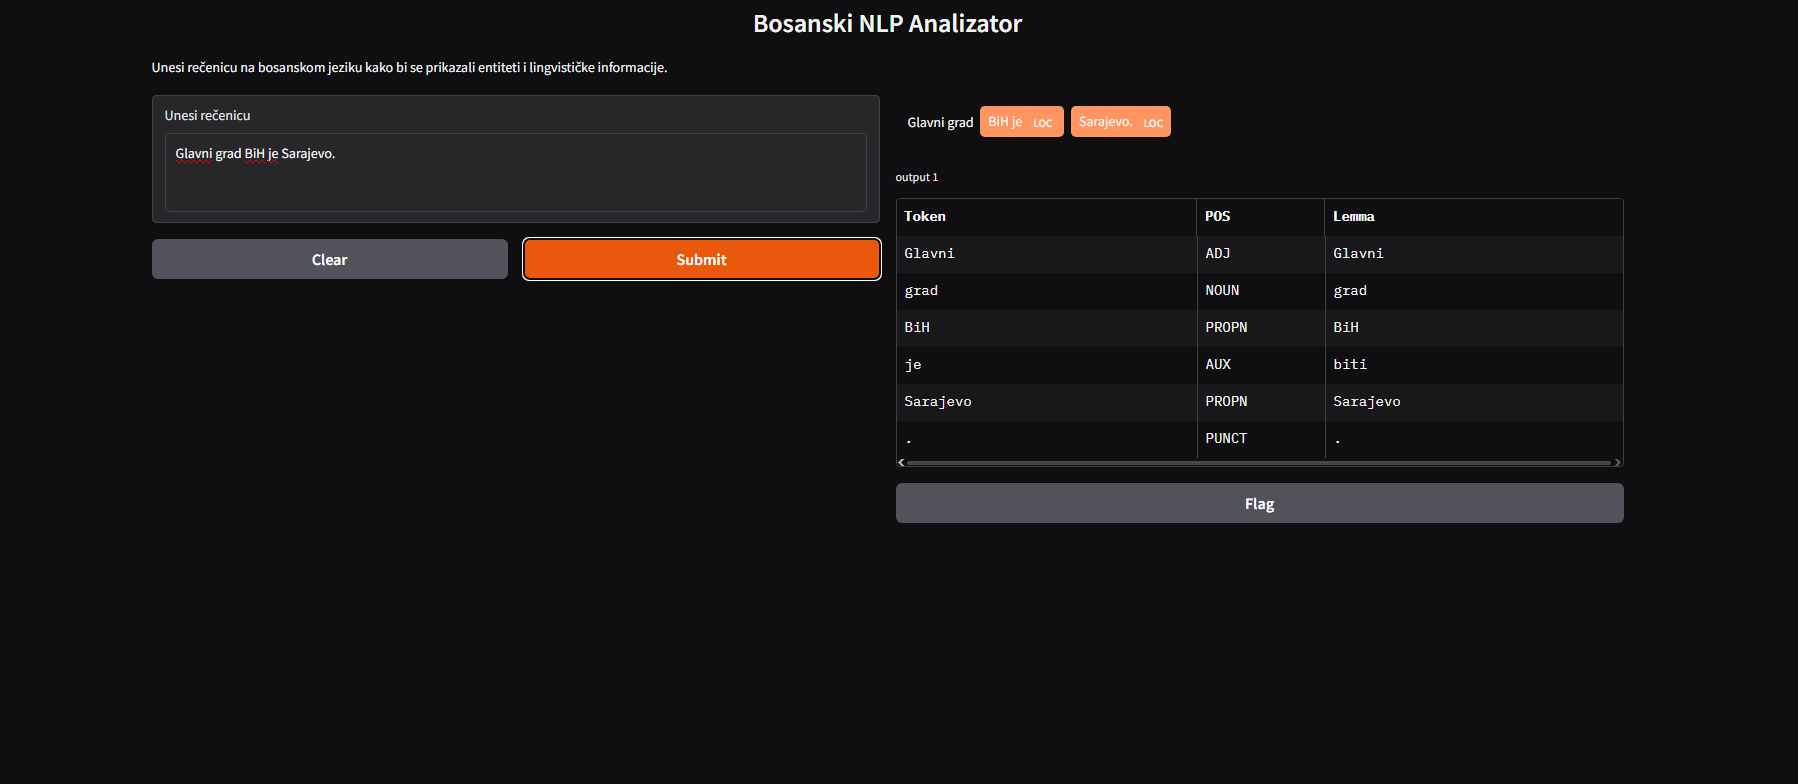 Bosanski NLP Analizator
Unesi rečenicu na bosanskom jeziku kako bi se prikazali entiteti i lingvističke informacije.
Unesi rečenicu
Glavni grad BiH je Sarajevo.
Clear Submit
Glavni grad BiH je LOC Sarajevo. LOC
output 1
Token POS Lemma
Glavni ADJ Glavni
grad NOUN grad
BiH PROPN BiH
je AUX biti
Sarajevo PROPN Sarajevo
. PUNCT .
Flag